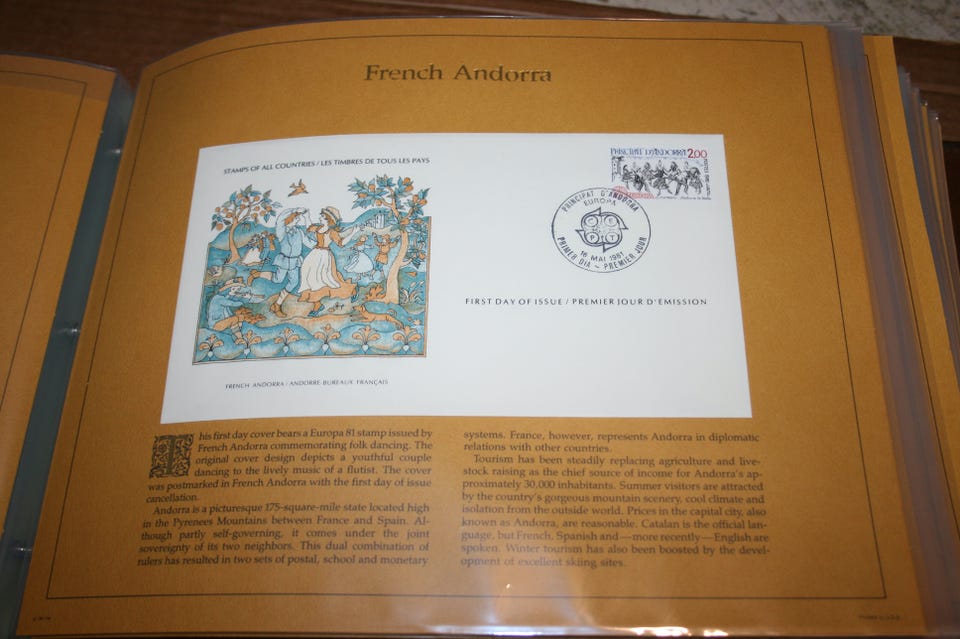 French Andorra
STAMPS OF ALL COUNTRIES / LES TIMBRES DE TOUS LES PAYS
PRINCIPAT D'ANDORRA 2,00
POSTES
PRINCIPAT D'ANDORRA
EUROPA
C E
P T
16 MAI 1981
PRIMER DIA – PREMIER JOUR
FIRST DAY OF ISSUE / PREMIER JOUR D'EMISSION
FRENCH ANDORRA / ANDORRE BUREAUX FRANÇAIS
This first day cover bears a Europa 81 stamp issued by
French Andorra commemorating folk dancing. The
original cover design depicts a youthful couple
dancing to the lively music of a flutist. The cover
was postmarked in French Andorra with the first day of issue
cancellation.
Andorra is a picturesque 175-square-mile state located high
in the Pyrenees Mountains between France and Spain. Al-
though partly self-governing, it comes under the joint
sovereignty of its two neighbors. This dual combination of
rulers has resulted in two sets of postal, school and monetary
systems. France, however, represents Andorra in diplomatic
relations with other countries.
Tourism has been steadily replacing agriculture and live-
stock raising as the chief source of income for Andorra's ap-
proximately 30,000 inhabitants. Summer visitors are attracted
by the country's gorgeous mountain scenery, cool climate and
isolation from the outside world. Prices in the capital city, also
known as Andorra, are reasonable. Catalan is the official lan-
guage, but French, Spanish and—more recently—English are
spoken. Winter tourism has also been boosted by the devel-
opment of excellent skiing sites.
Printed in U.S.A.